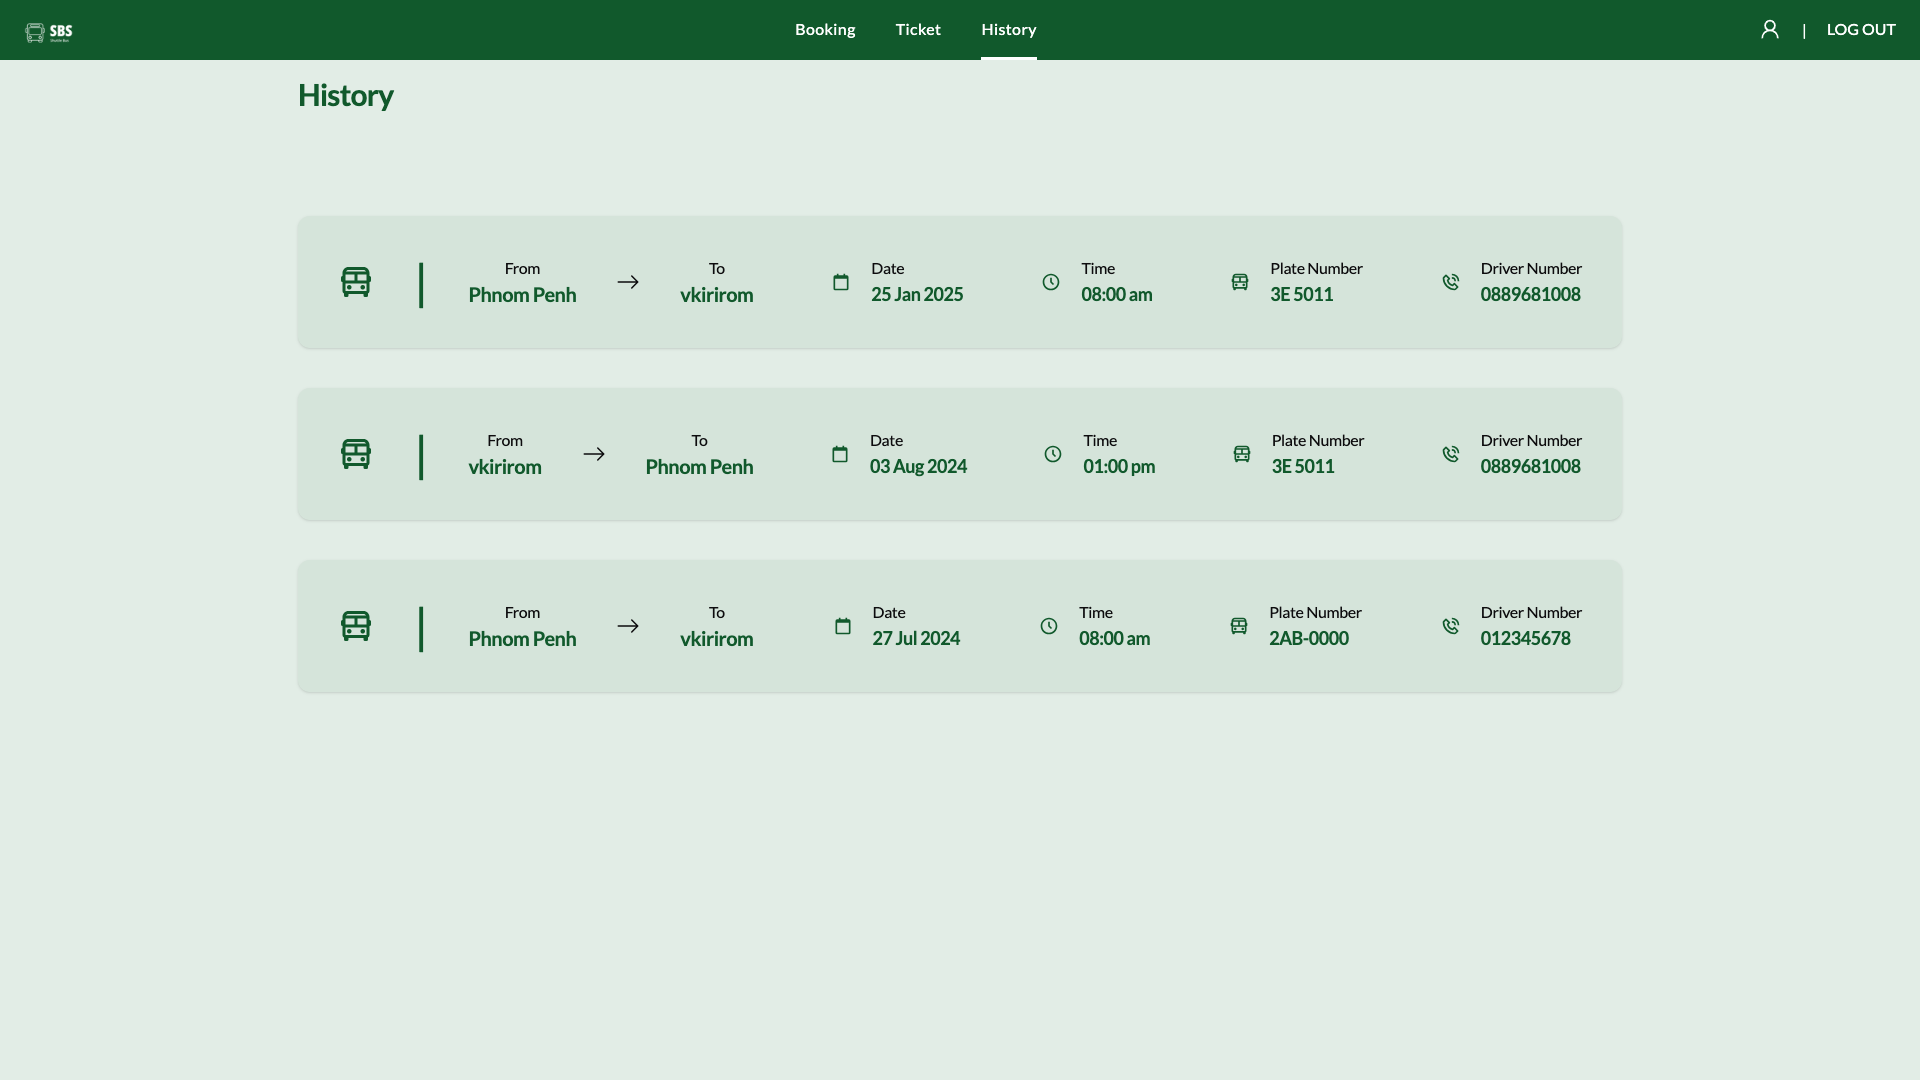 SBS
Booking
Ticket
History
|
LOG OUT
History
From
Phnom Penh
To
vkirirom
Date
25 Jan 2025
Time
08:00 am
Plate Number
3E 5011
Driver Number
0889681008
From
vkirirom
To
Phnom Penh
Date
03 Aug 2024
Time
01:00 pm
Plate Number
3E 5011
Driver Number
0889681008
From
Phnom Penh
To
vkirirom
Date
27 Jul 2024
Time
08:00 am
Plate Number
2AB-0000
Driver Number
012345678